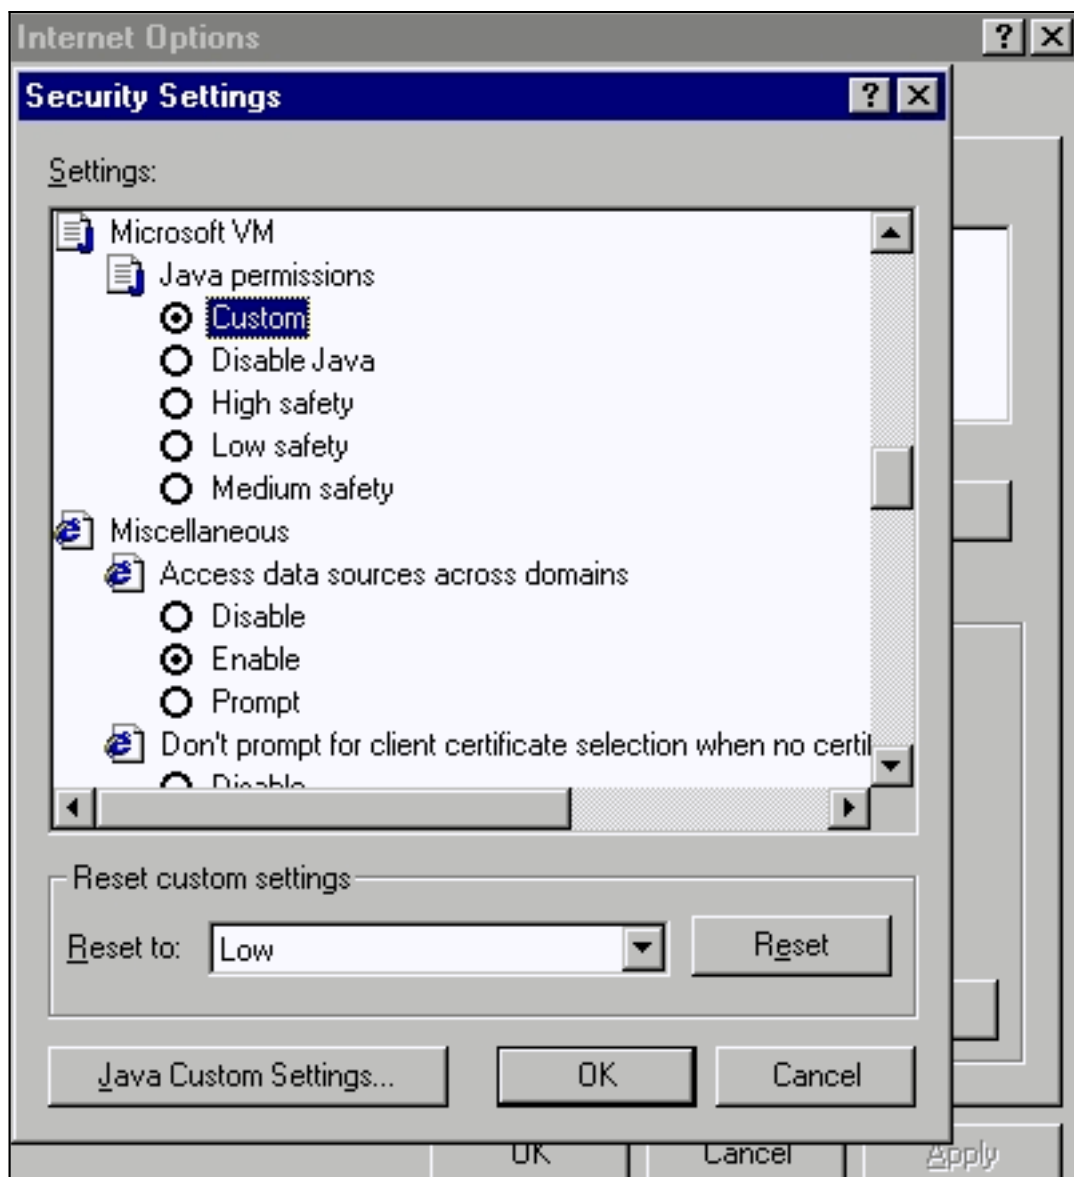 Internet Options
Security Settings
Settings:
Microsoft VM
Java permissions
Custom
Disable Java
High safety
Low safety
Medium safety
Miscellaneous
Access data sources across domains
Disable
Enable
Prompt
Don't prompt for client certificate selection when no certi
Disable
Reset custom settings
Reset to: Low Reset
Java Custom Settings... OK Cancel
OK Cancel Apply